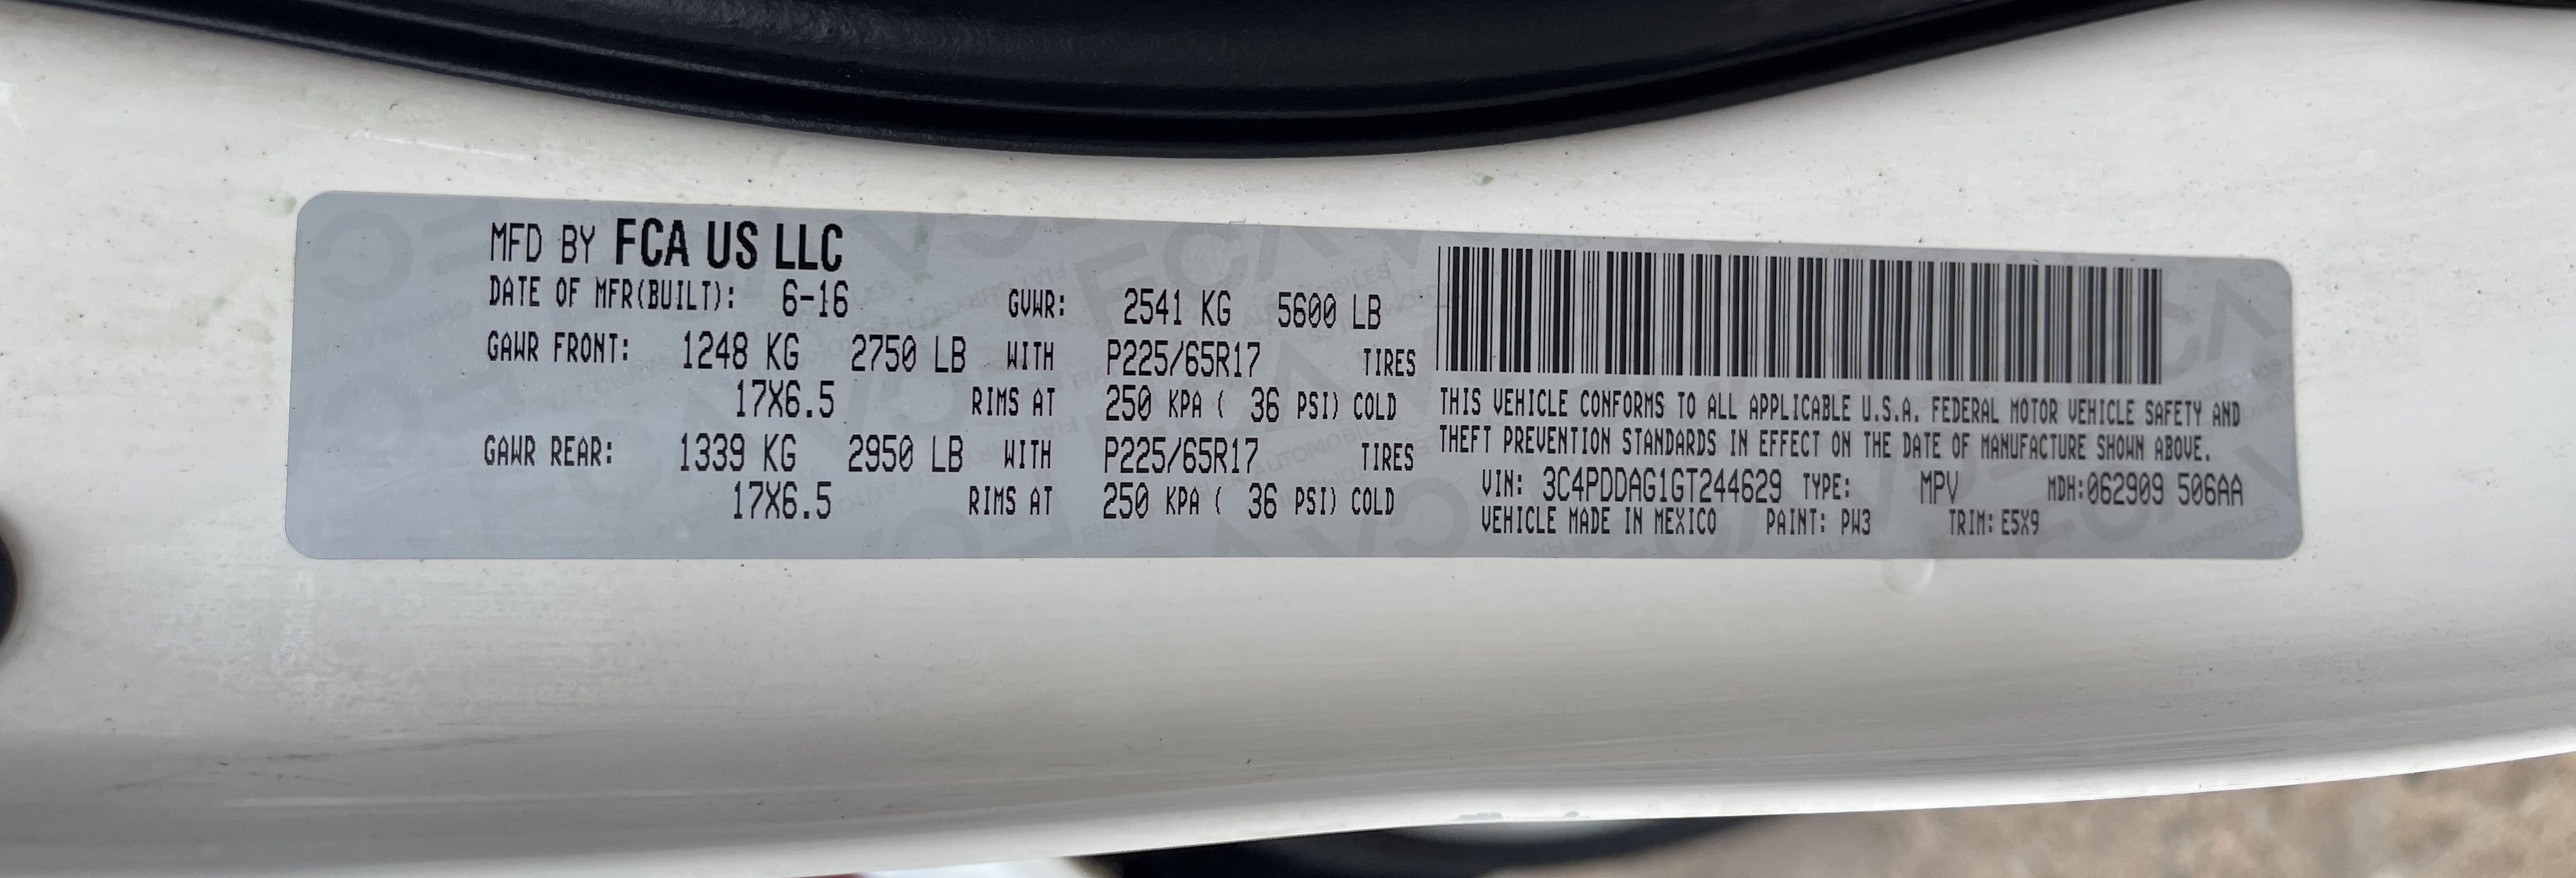 MFD BY FCA US LLC
DATE OF MFR(BUILT): 6-16 GVWR: 2541 KG 5600 LB
GAWR FRONT: 1248 KG 2750 LB WITH P225/65R17 TIRES
17X6.5 RIMS AT 250 KPA ( 36 PSI) COLD
GAWR REAR: 1339 KG 2950 LB WITH P225/65R17 TIRES
17X6.5 RIMS AT 250 KPA ( 36 PSI) COLD
THIS VEHICLE CONFORMS TO ALL APPLICABLE U.S.A. FEDERAL MOTOR VEHICLE SAFETY AND
THEFT PREVENTION STANDARDS IN EFFECT ON THE DATE OF MANUFACTURE SHOWN ABOVE.
VIN: 3C4PDDAG1GT244629 TYPE: MPV MDH:062909 506AA
VEHICLE MADE IN MEXICO PAINT: PW3 TRIM: E5X9